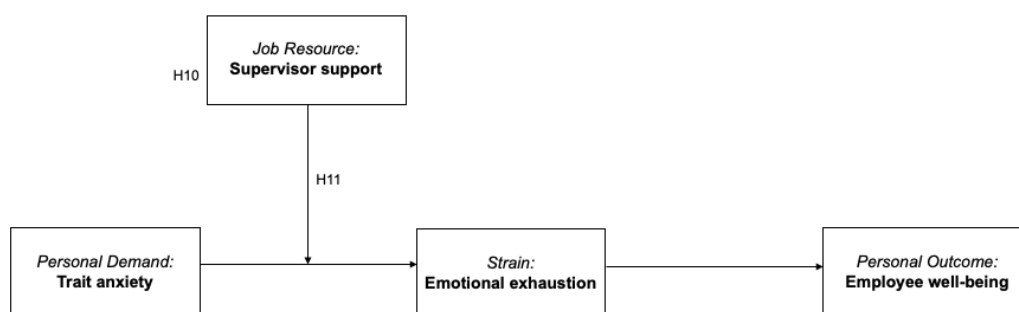 Job Resource:
Supervisor support
H10
H11
Personal Demand:
Trait anxiety
Strain:
Emotional exhaustion
Personal Outcome:
Employee well-being